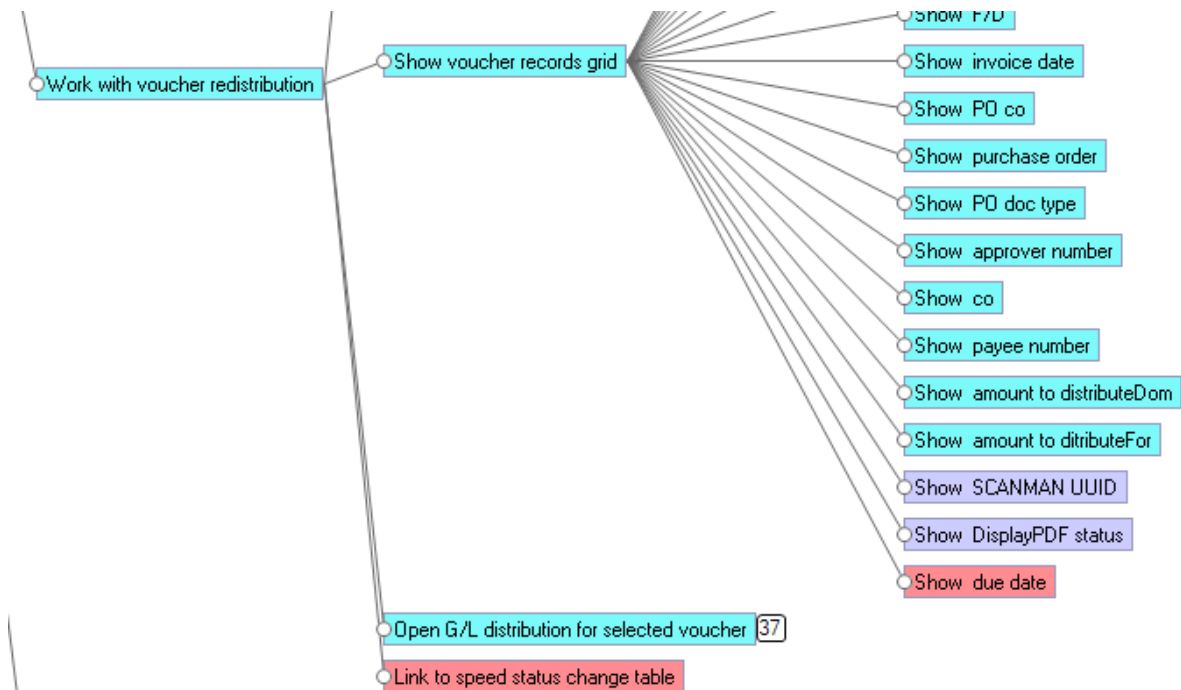 Show F/D
Show voucher records grid
Show invoice date
Work with voucher redistribution
Show PO co
Show purchase order
Show PO doc type
Show approver number
Show co
Show payee number
Show amount to distributeDom
Show amount to ditributeFor
Show SCANMAN UUID
Show DisplayPDF status
Show due date
Open G/L distribution for selected voucher 37
Link to speed status change table